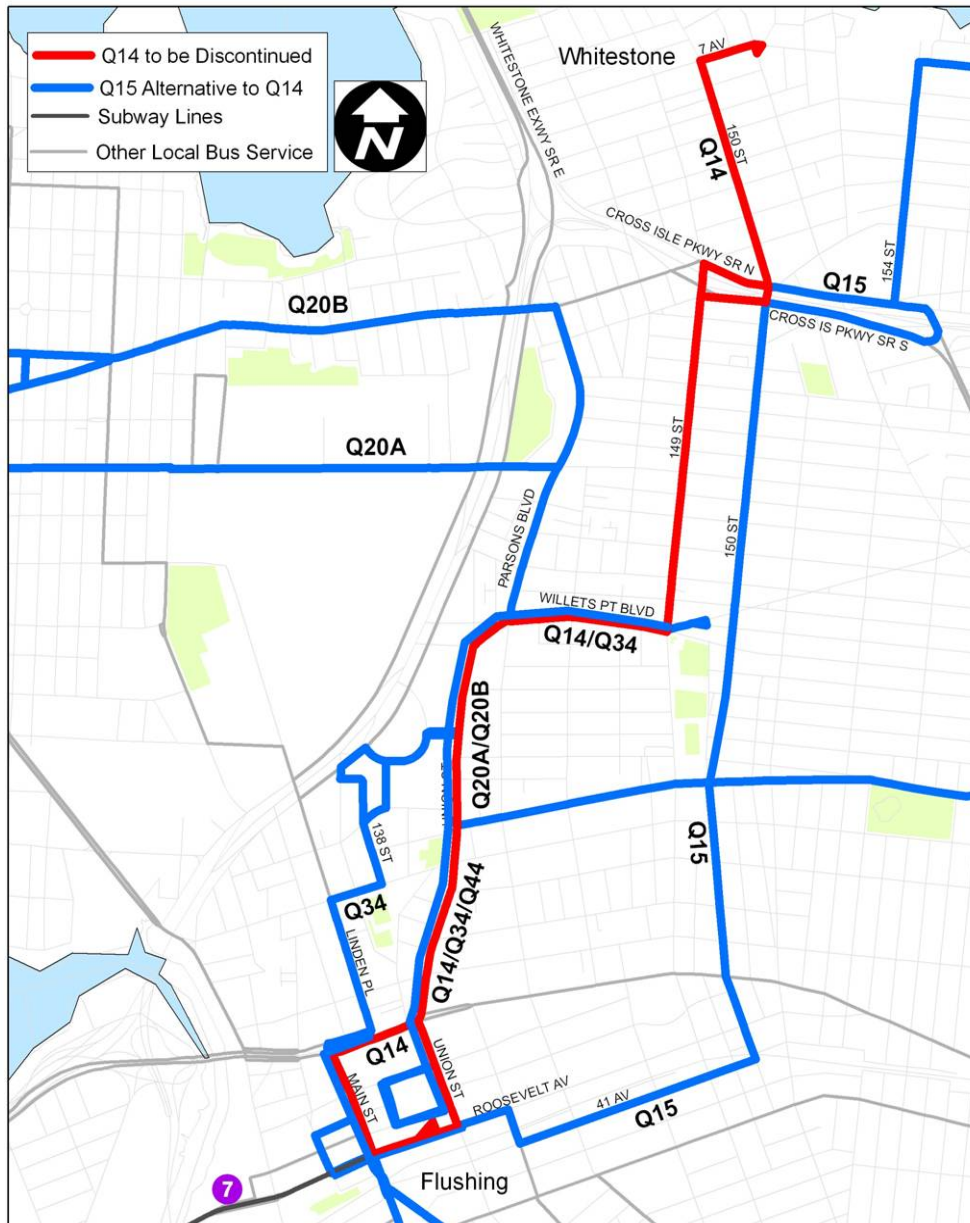 Q14 to be Discontinued
Q15 Alternative to Q14
Subway Lines
Other Local Bus Service
N
WHITESTONE EXWY SR E
Whitestone
7 AV
150 ST
Q14
CROSS ISLE PKWY SR N
154 ST
Q15
CROSS IS PKWY SR S
Q20B
Q20A
149 ST
150 ST
PARSONS BLVD
WILLETS PT BLVD
Q14/Q34
Q20A/Q20B
UNION ST
138 ST
Q15
Q34
LINDEN PL
Q14/Q34/Q44
Q14
UNION ST
MAIN ST
ROOSEVELT AV
41 AV
Q15
7
Flushing